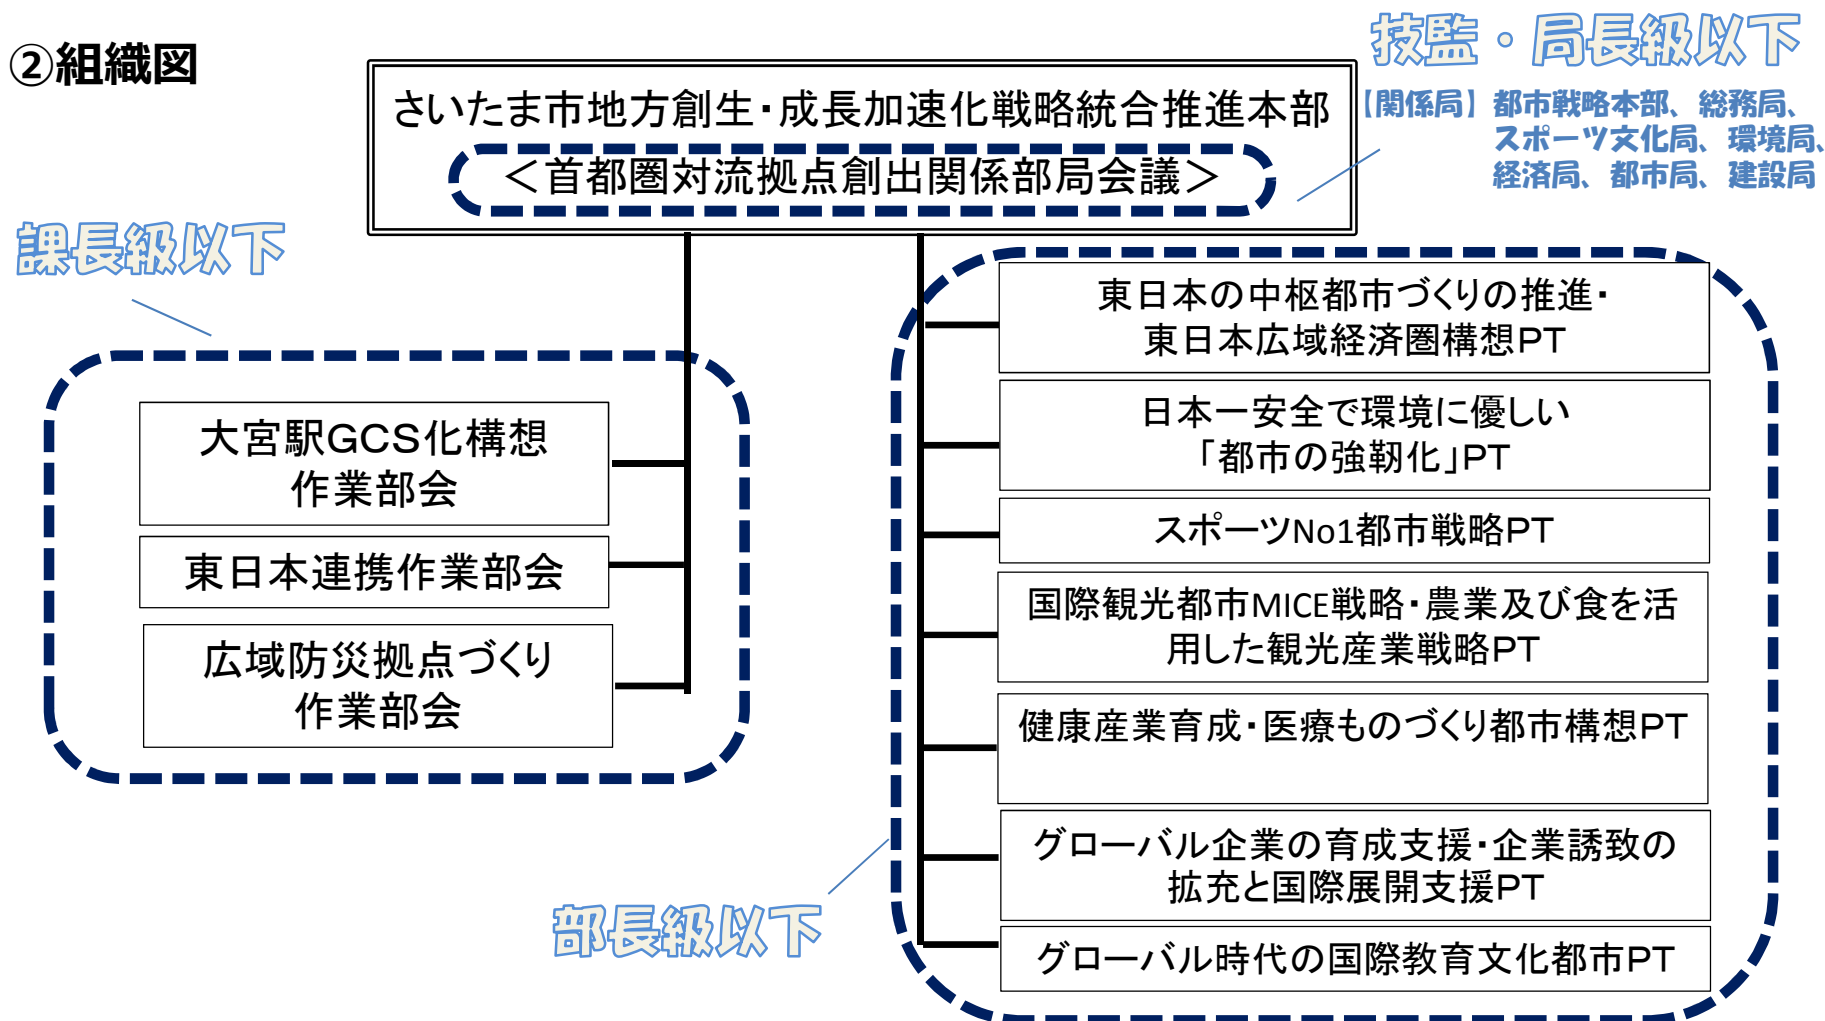 ②組織図
技監・局長級以下
さいたま市地方創生・成長加速化戦略統合推進本部
＜首都圏対流拠点創出関係部局会議＞
【関係局】都市戦略本部、総務局、
スポーツ文化局、環境局、
経済局、都市局、建設局
課長級以下
大宮駅GCS化構想
作業部会
東日本連携作業部会
広域防災拠点づくり
作業部会
東日本の中枢都市づくりの推進・
東日本広域経済圏構想PT
日本一安全で環境に優しい
「都市の強靭化」PT
スポーツNo1都市戦略PT
国際観光都市MICE戦略・農業及び食を活
用した観光産業戦略PT
健康産業育成・医療ものづくり都市構想PT
グローバル企業の育成支援・企業誘致の
拡充と国際展開支援PT
グローバル時代の国際教育文化都市PT
部長級以下